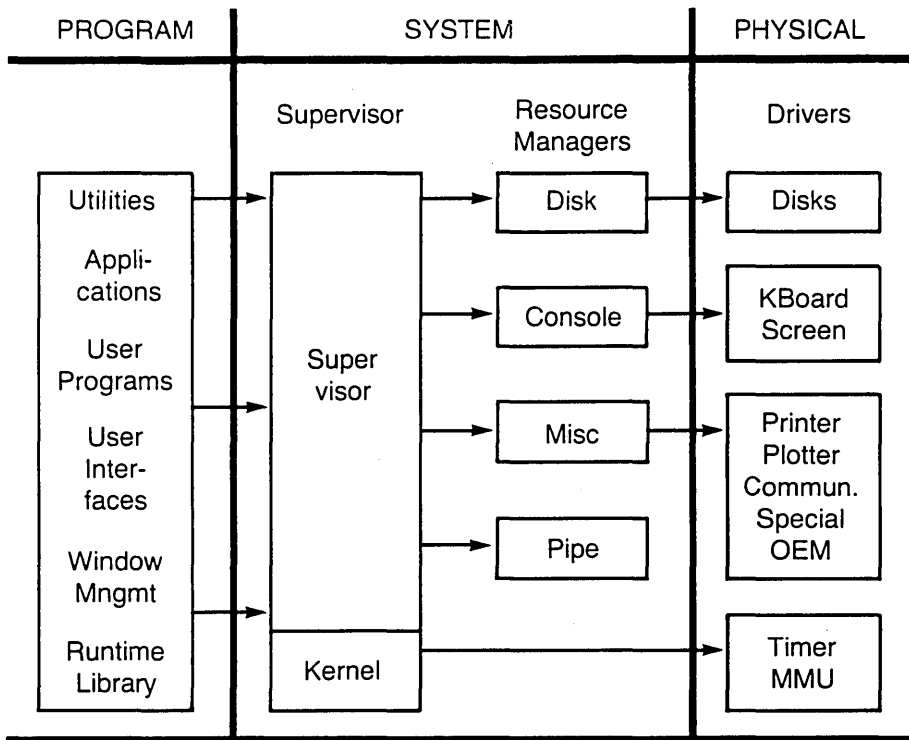 PROGRAM
SYSTEM
PHYSICAL
Supervisor
Resource
Managers
Drivers
Utilities
Appli-
cations
User
Programs
User
Inter-
faces
Window
Mngmt
Runtime
Library
Super
visor
Kernel
Disk
Console
Misc
Pipe
Disks
KBoard
Screen
Printer
Plotter
Commun.
Special
OEM
Timer
MMU